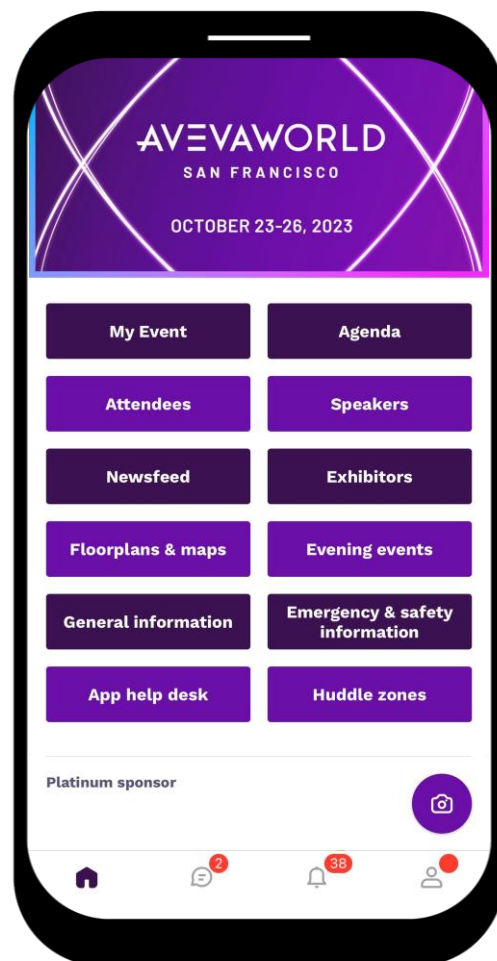 AVEVAWORLD
SAN FRANCISCO
OCTOBER 23-26, 2023
My Event
Agenda
Attendees
Speakers
Newsfeed
Exhibitors
Floorplans & maps
Evening events
General information
Emergency & safety
information
App help desk
Huddle zones
Platinum sponsor
2
38